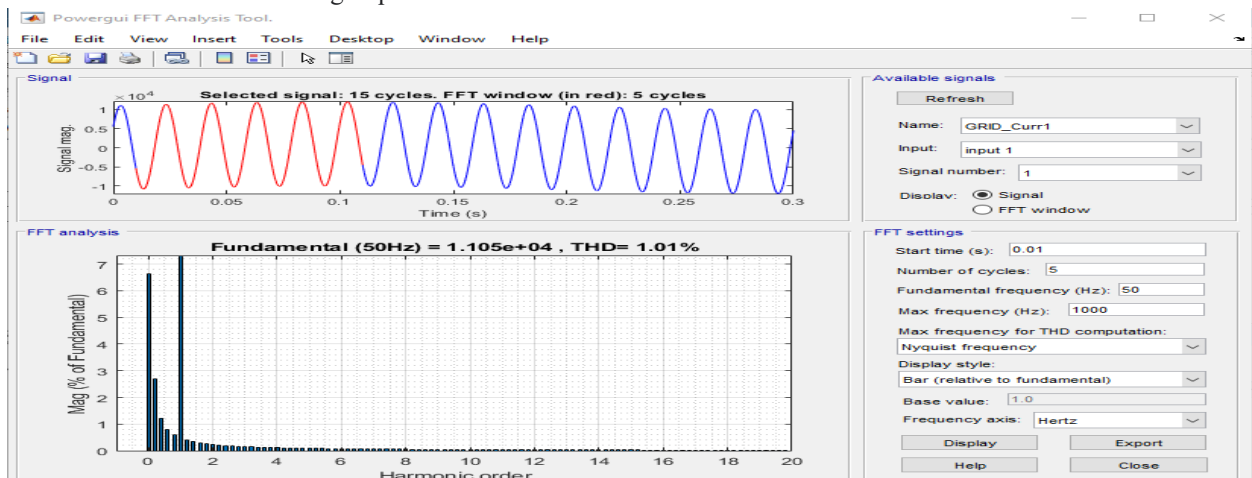 Powergui FFT Analysis Tool.
File Edit View Insert Tools Desktop Window Help
Signal
Selected signal: 15 cycles. FFT window (in red): 5 cycles
×10^4
1
0.5
0
-0.5
-1
Signal mag.
0 0.05 0.1 0.15 0.2 0.25 0.3
Time (s)
FFT analysis
Fundamental (50Hz) = 1.105e+04 , THD= 1.01%
7
6
5
4
3
2
1
0
Mag (% of Fundamental)
0 2 4 6 8 10 12 14 16 18 20
Harmonic order
Available signals
Refresh
Name: GRID_Curr1
Input: input 1
Signal number: 1
Display: Signal
FFT window
FFT settings
Start time (s): 0.01
Number of cycles: 5
Fundamental frequency (Hz): 50
Max frequency (Hz): 1000
Max frequency for THD computation:
Nyquist frequency
Display style:
Bar (relative to fundamental)
Base value: 1.0
Frequency axis: Hertz
Display Export
Help Close